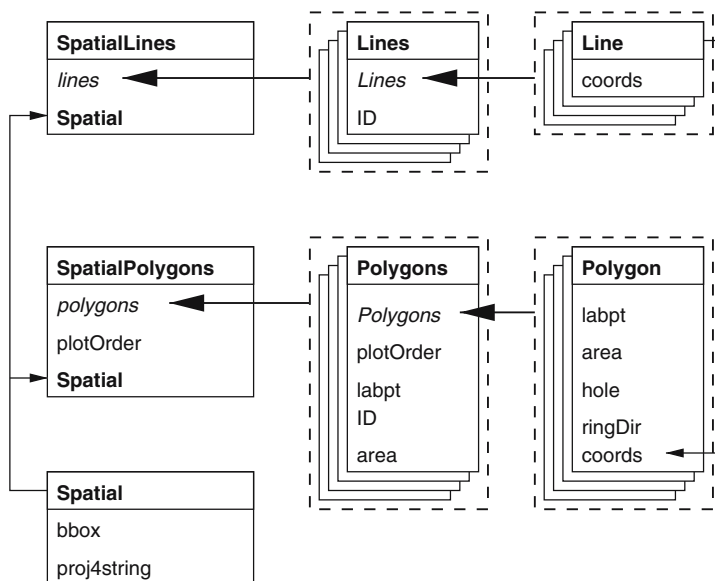 SpatialLines
lines
Spatial
Lines
Lines
ID
Line
coords
SpatialPolygons
polygons
plotOrder
Spatial
Polygons
Polygons
plotOrder
labpt
ID
area
Polygon
labpt
area
hole
ringDir
coords
Spatial
bbox
proj4string